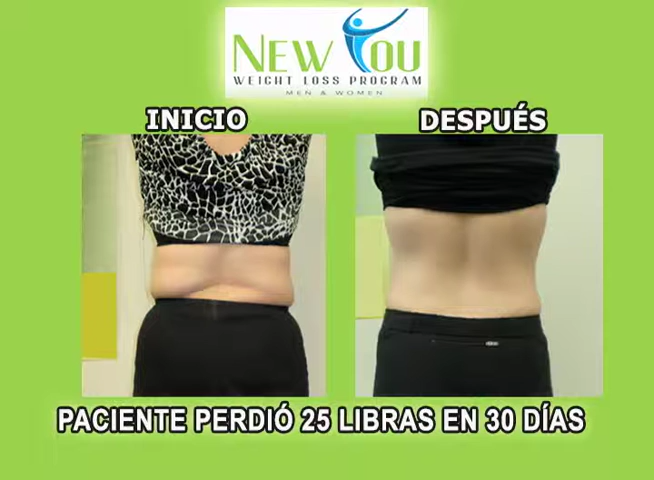 NEW YOU
WEIGHT LOSS PROGRAM
MEN & WOMEN
INICIO DESPUÉS
PACIENTE PERDIÓ 25 LIBRAS EN 30 DÍAS